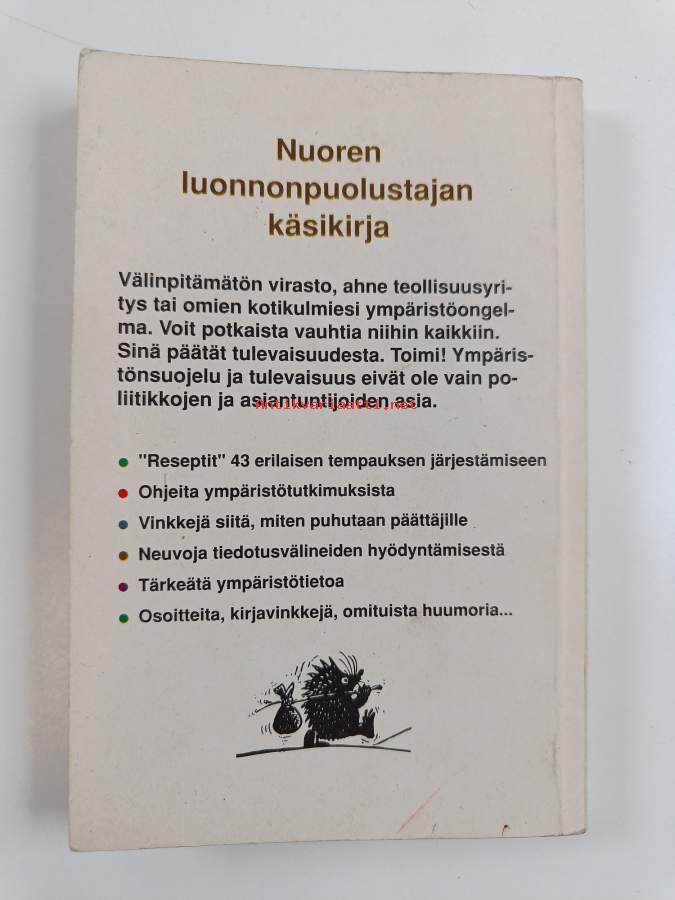 Nuoren
luonnonpuolustajan
käsikirja
Välinpitämätön virasto, ahne teollisuusyri-
tys tai omien kotikulmiesi ympäristöongel-
ma. Voit potkaista vauhtia niihin kaikkiin.
Sinä päätät tulevaisuudesta. Toimi! Ympäris-
tönsuojelu ja tulevaisuus eivät ole vain po-
liitikkojen ja asiantuntijoiden asia.
Antikvariaatti.net
• "Reseptit" 43 erilaisen tempauksen järjestämiseen
• Ohjeita ympäristötutkimuksista
• Vinkkejä siitä, miten puhutaan päättäjille
• Neuvoja tiedotusvälineiden hyödyntämisestä
• Tärkeätä ympäristötietoa
• Osoitteita, kirjavinkkejä, omituista huumoria...